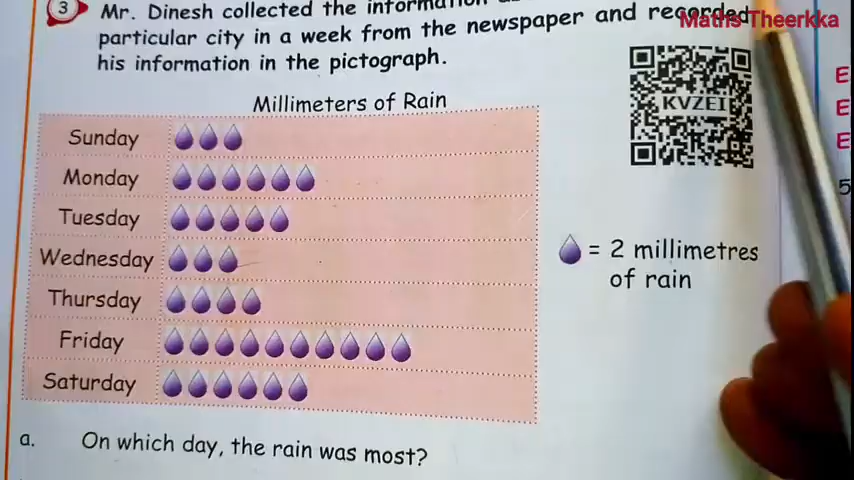 3 Mr. Dinesh collected the
particular city in a week from the newspaper and recorded
his information in the pictograph.
Maths Theerkka
KVZEI
Millimeters of Rain
Sunday
Monday
Tuesday
Wednesday
Thursday
Friday
Saturday
= 2 millimetres
of rain
a. On which day, the rain was most?
E
E
E
5